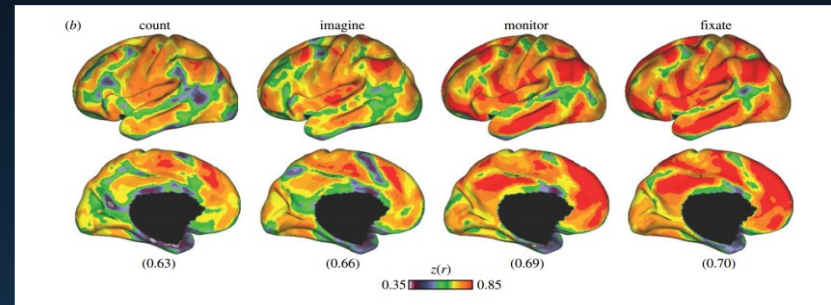 (b) count imagine monitor fixate
(0.63) (0.66) (0.69) (0.70)
z(r)
0.35 0.85